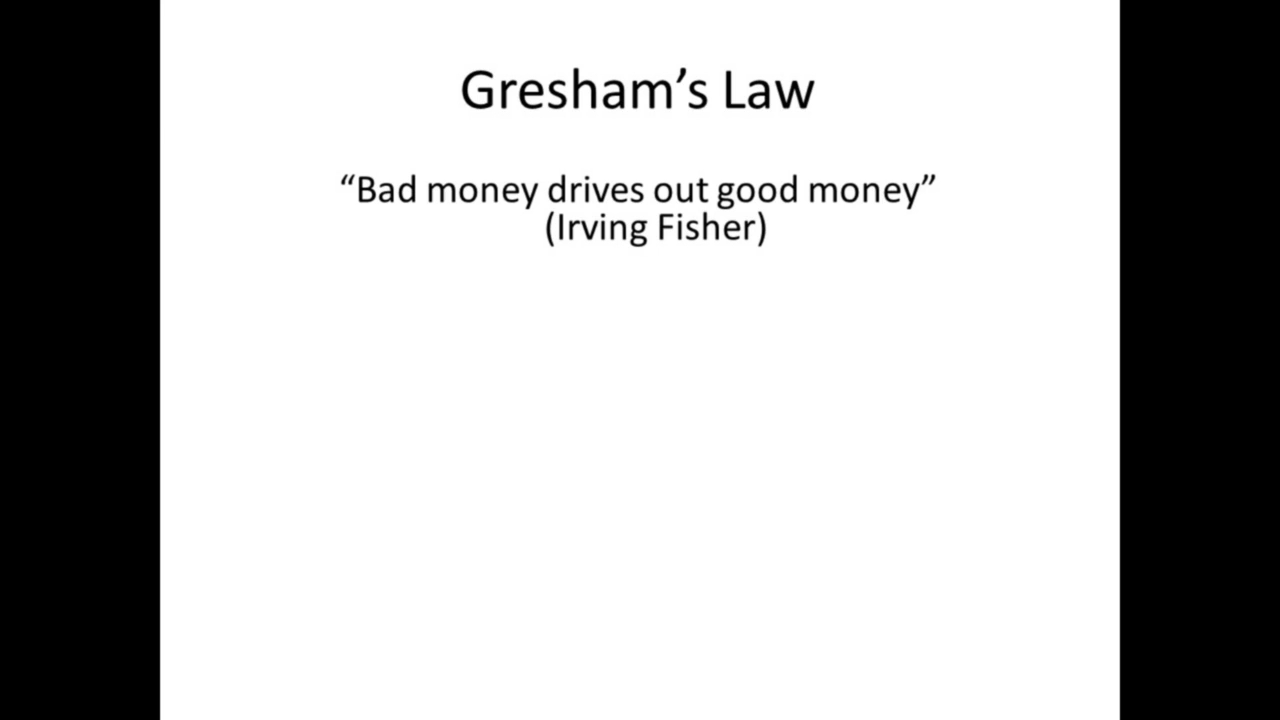 Gresham’s Law
“Bad money drives out good money”
(Irving Fisher)